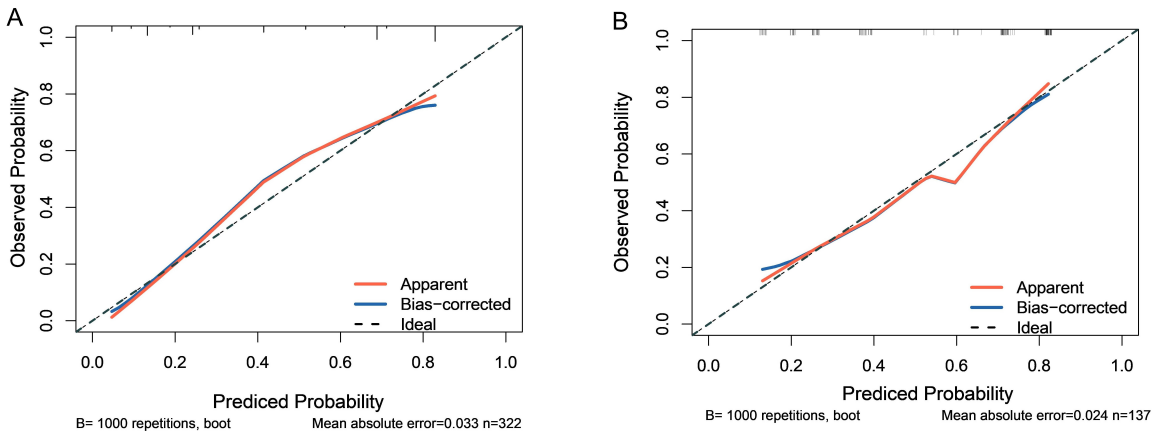 A
1.0
0.8
0.6
0.4
0.2
0.0
Observed Probability
Apparent
Bias−corrected
Ideal
0.0 0.2 0.4 0.6 0.8 1.0
Prediced Probability
B= 1000 repetitions, boot Mean absolute error=0.033 n=322
B
1.0
0.8
0.6
0.4
0.2
0.0
Observed Probability
Apparent
Bias−corrected
Ideal
0.0 0.2 0.4 0.6 0.8 1.0
Prediced Probability
B= 1000 repetitions, boot Mean absolute error=0.024 n=137